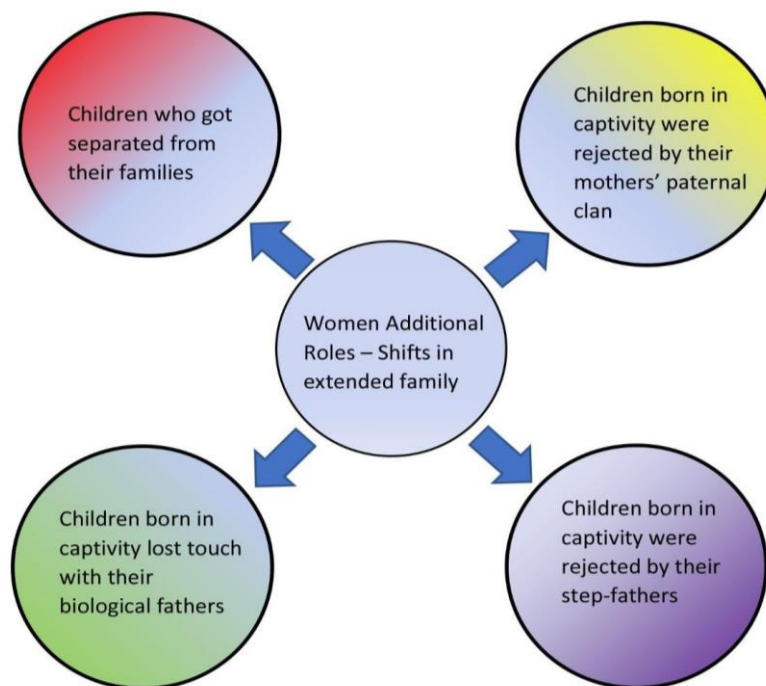 Children who got
separated from
their families
Children born in
captivity were
rejected by their
mothers’ paternal
clan
Women Additional
Roles – Shifts in
extended family
Children born in
captivity lost touch
with their
biological fathers
Children born in
captivity were
rejected by their
step-fathers